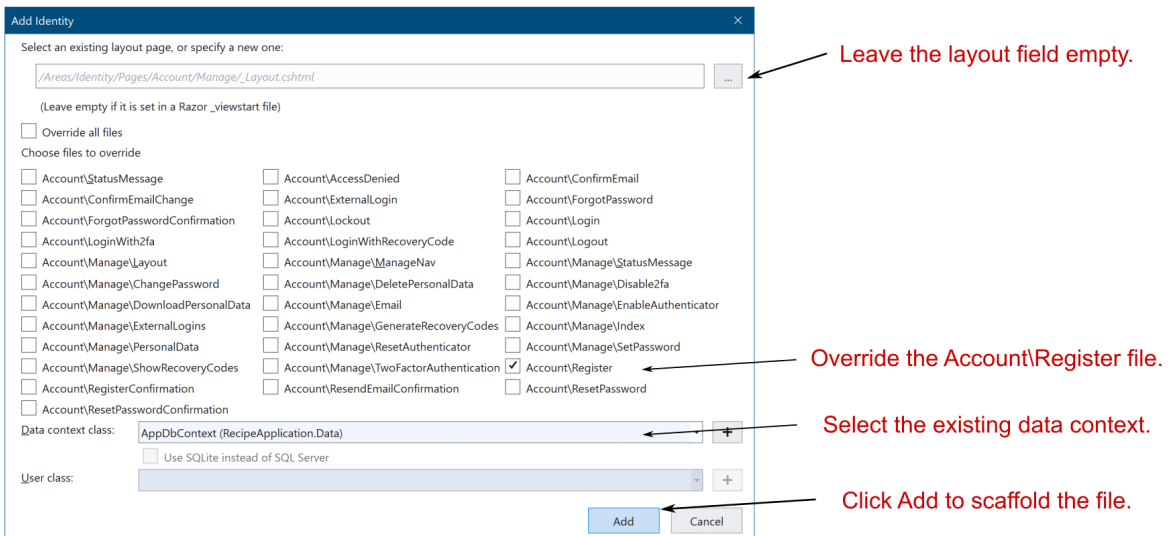 Add Identity ×
Select an existing layout page, or specify a new one:
Leave the layout field empty.
/Areas/Identity/Pages/Account/Manage/_Layout.cshtml ...
(Leave empty if it is set in a Razor _viewstart file)
Override all files
Choose files to override
Account\StatusMessage Account\AccessDenied Account\ConfirmEmail
Account\ConfirmEmailChange Account\ExternalLogin Account\ForgotPassword
Account\ForgotPasswordConfirmation Account\Lockout Account\Login
Account\LoginWith2fa Account\LoginWithRecoveryCode Account\Logout
Account\Manage\Layout Account\Manage\ManageNav Account\Manage\StatusMessage
Account\Manage\ChangePassword Account\Manage\DeletePersonalData Account\Manage\Disable2fa
Account\Manage\DownloadPersonalData Account\Manage\Email Account\Manage\EnableAuthenticator
Account\Manage\ExternalLogins Account\Manage\GenerateRecoveryCodes Account\Manage\Index
Account\Manage\PersonalData Account\Manage\ResetAuthenticator Account\Manage\SetPassword
Account\Manage\ShowRecoveryCodes Account\Manage\TwoFactorAuthentication Account\Register
Override the Account\Register file.
Account\RegisterConfirmation Account\ResendEmailConfirmation Account\ResetPassword
Account\ResetPasswordConfirmation
Data context class: AppDbContext (RecipeApplication.Data) +
Select the existing data context.
Use SQLite instead of SQL Server
User class: +
Click Add to scaffold the file.
Add Cancel